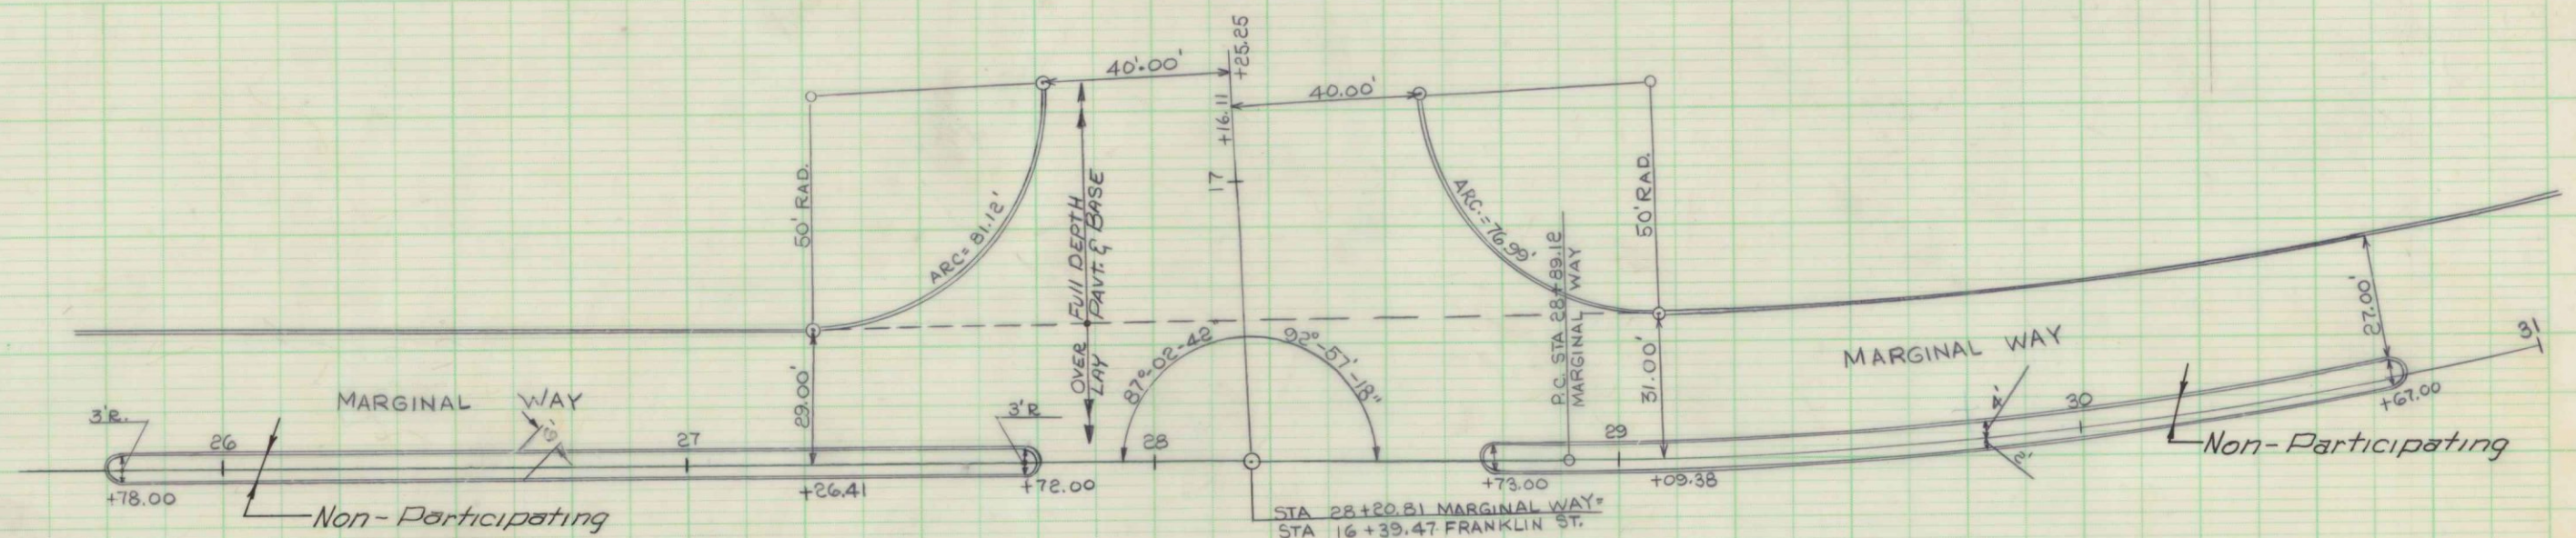 40'.00'
+25.25
+16.11
40.00'
17
50' RAD.
ARC = 81.12'
OVER Full DEPTH
LAY PAVT. & BASE
ARC. = 76.99'
50' RAD.
P.C. STA 28+89.12
MARGINAL WAY
87°-02-42"
92°-57'-18"
29.00'
31.00'
27.00'
MARGINAL WAY
MARGINAL WAY
3'R.
26
6'
27
3'R
28
29
4'
30
31
2'
+78.00
+26.41
+72.00
+73.00
+09.38
+67.00
Non-Participating
Non-Participating
STA 28+20.81 MARGINAL WAY=
STA 16+39.47 FRANKLIN ST.